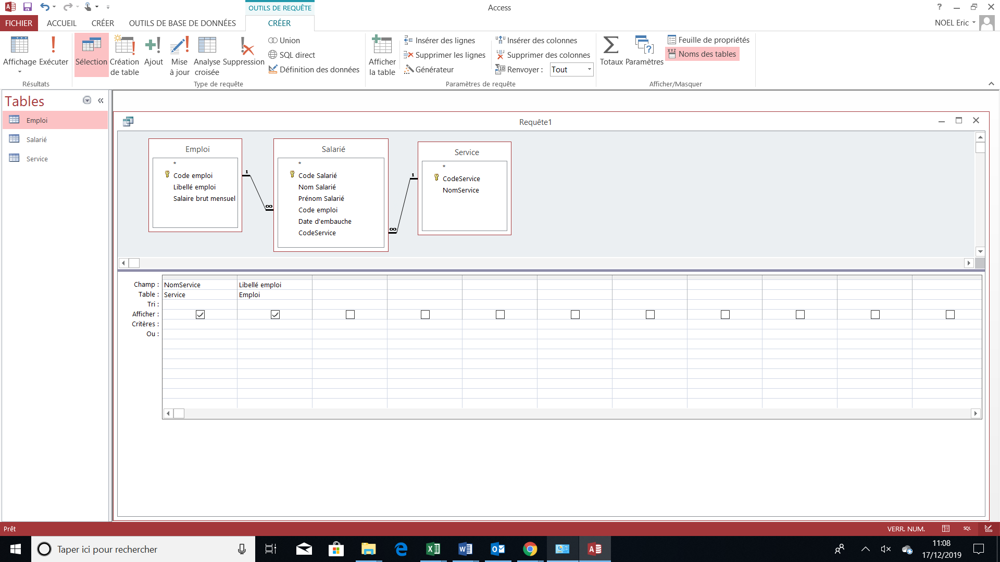 OUTILS DE REQUÊTE
Access
?
FICHIER
ACCUEIL
CRÉER
OUTILS DE BASE DE DONNÉES
CRÉER
NOEL Eric
Affichage
Exécuter
Résultats
Sélection
Création
de table
Ajout
Mise
à jour
Analyse
croisée
Suppression
Union
SQL direct
Définition des données
Type de requête
Afficher
la table
Insérer des lignes
Supprimer les lignes
Générateur
Insérer des colonnes
Supprimer des colonnes
Renvoyer :
Tout
Paramètres de requête
Totaux
Paramètres
Feuille de propriétés
Noms des tables
Afficher/Masquer
Tables
Emploi
Salarié
Service
Requête1
Emploi
*
Code emploi
Libellé emploi
Salaire brut mensuel
1
∞
Salarié
*
Code Salarié
Nom Salarié
Prénom Salarié
Code emploi
Date d'embauche
CodeService
∞
1
Service
*
CodeService
NomService
Champ : NomService Libellé emploi
Table : Service Emploi
Tri :
Afficher :
Critères :
Ou :
Prêt
VERR. NUM.
SQL
Taper ici pour rechercher
11:08
17/12/2019